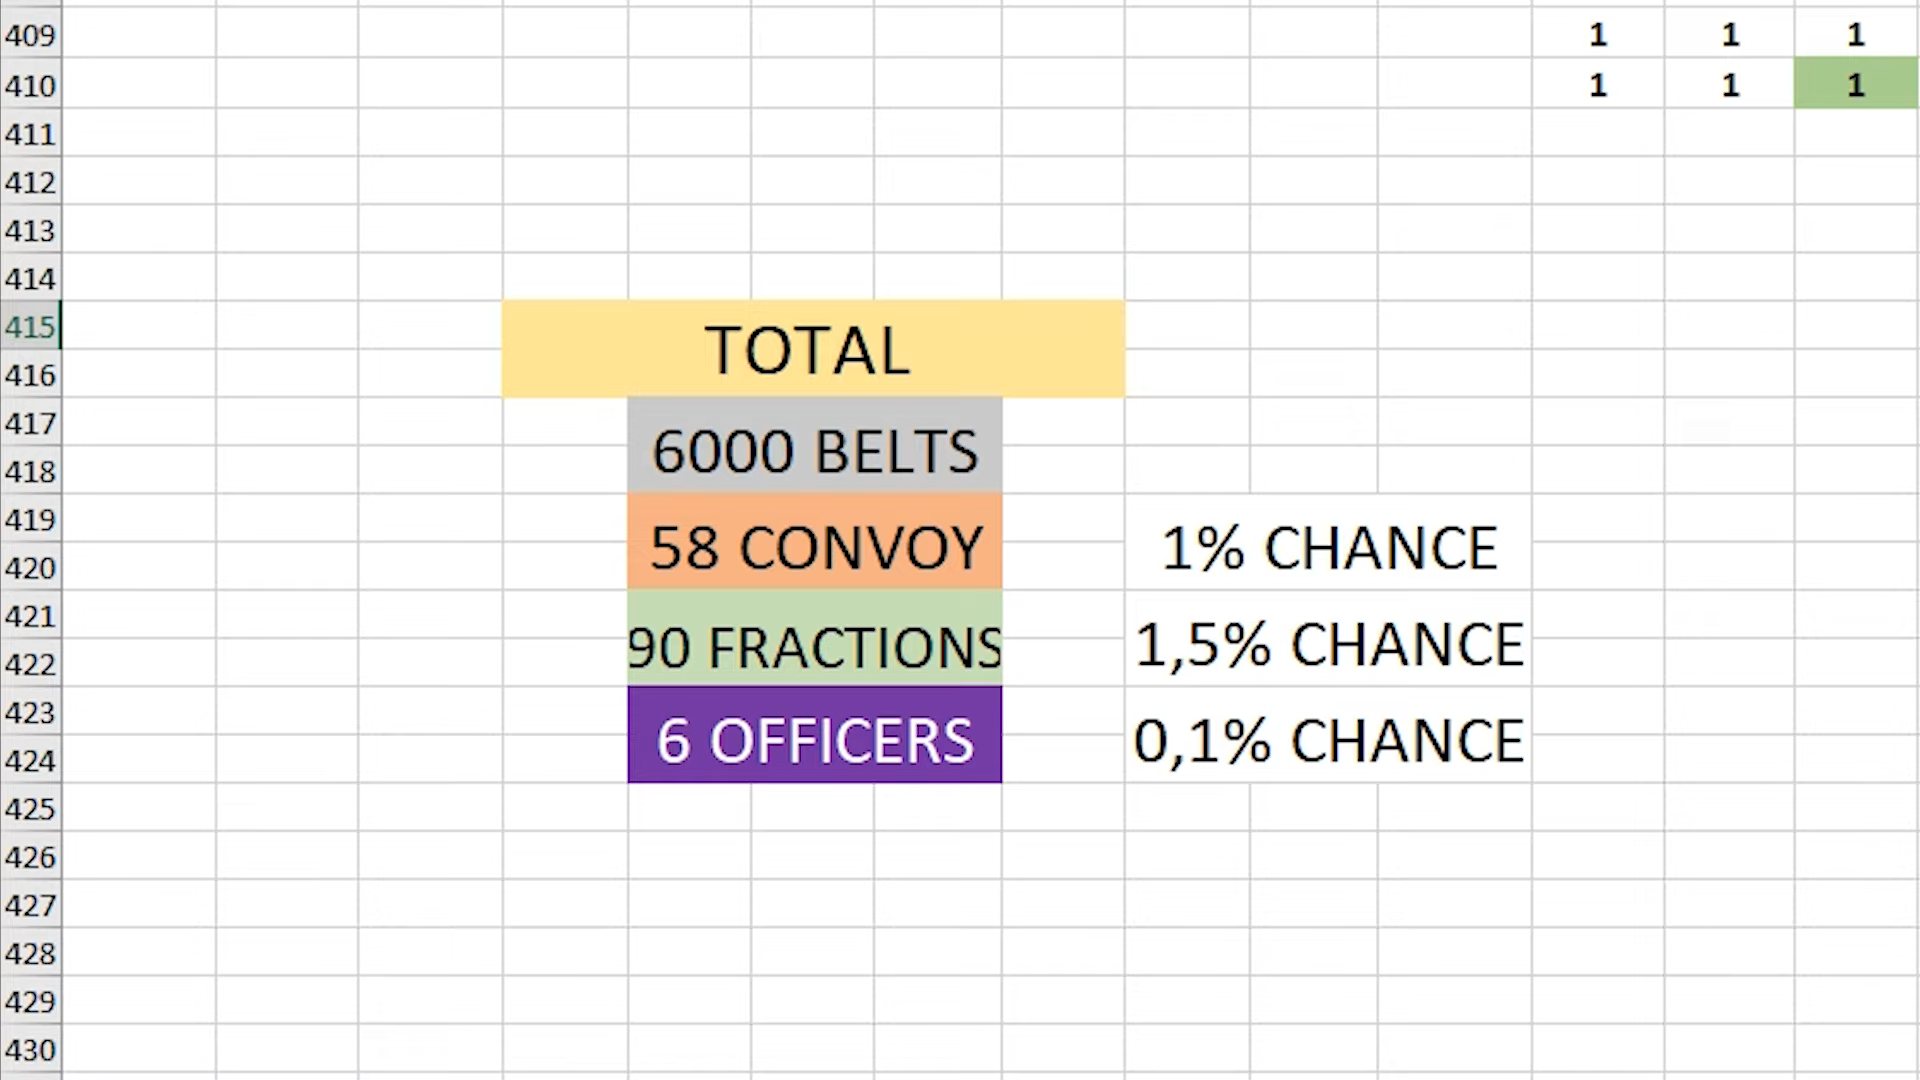 409 1 1 1
410 1 1 1
411
412
413
414
415
TOTAL
416
417
6000 BELTS
418
419
58 CONVOY 1% CHANCE
420
421
90 FRACTIONS 1,5% CHANCE
422
423
6 OFFICERS 0,1% CHANCE
424
425
426
427
428
429
430